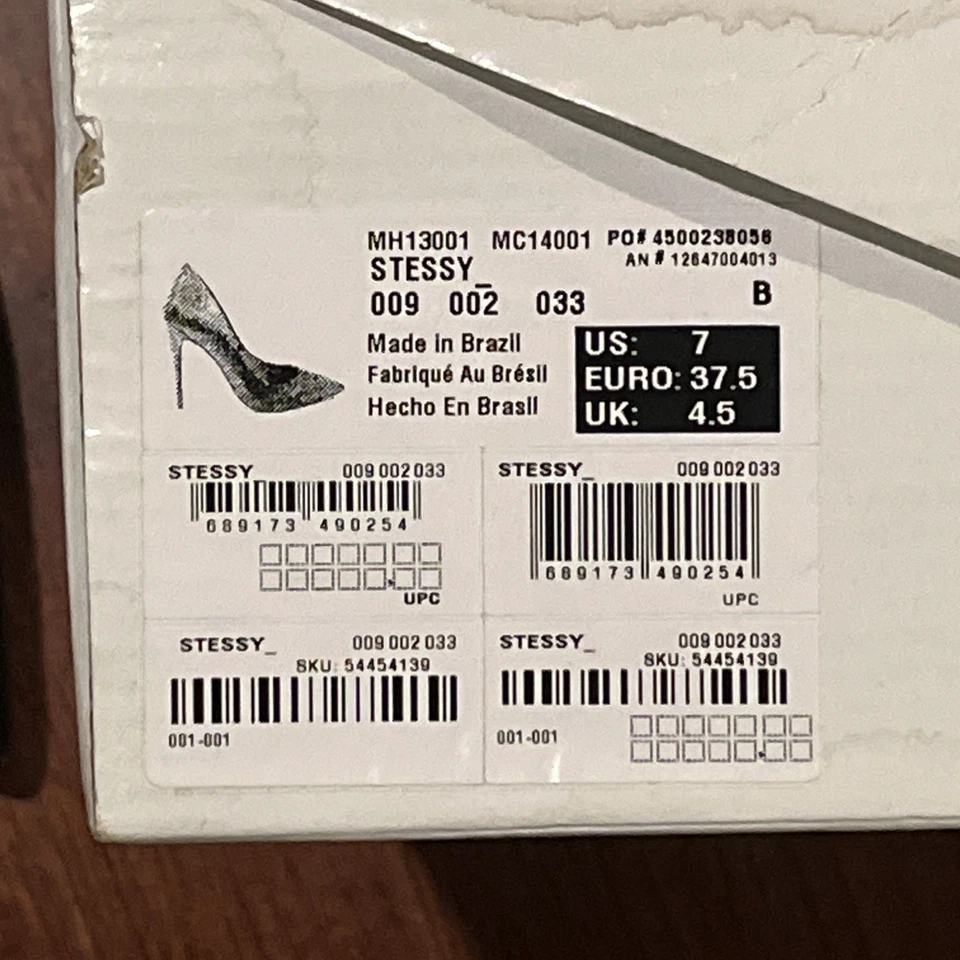 MH13001 MC14001 PO# 4500238056
STESSY_ AN # 12647004013
009 002 033 B
Made in Brazil
Fabriqué Au Brésil
Hecho En Brasil
US: 7
EURO: 37.5
UK: 4.5
STESSY_ 009 002 033
689173 490254
UPC
STESSY_ 009 002 033
689173 490254
UPC
STESSY_ 009 002 033
SKU: 54454139
001-001
STESSY_ 009 002 033
SKU: 54454139
001-001